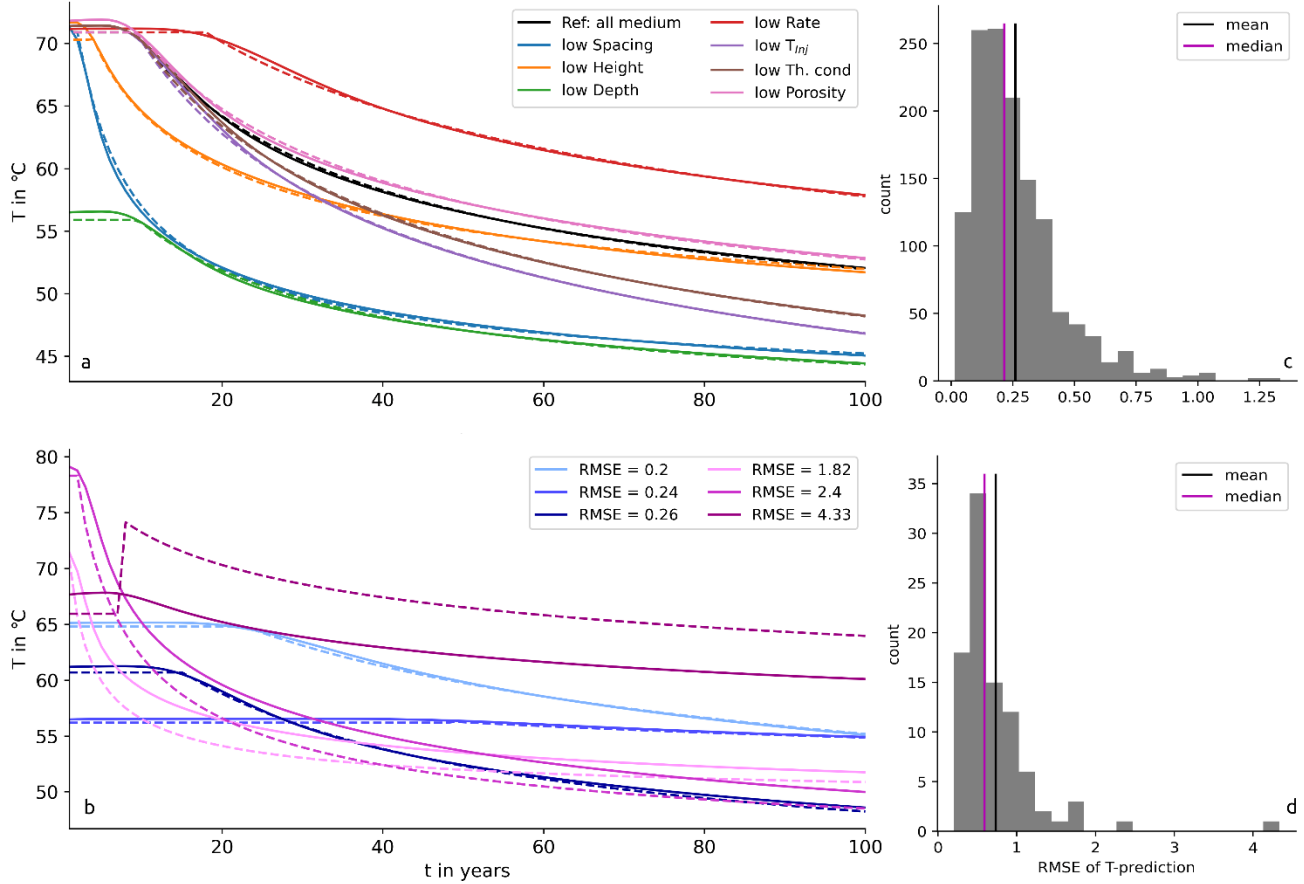 70
65
60
55
50
45
T in °C
Ref: all medium
low Spacing
low Height
low Depth
low Rate
low T_Inj
low Th. cond
low Porosity
a
20
40
60
80
100
250
200
150
100
50
0
count
mean
median
c
0.00
0.25
0.50
0.75
1.00
1.25
80
75
70
65
60
55
50
T in °C
RMSE = 0.2
RMSE = 0.24
RMSE = 0.26
RMSE = 1.82
RMSE = 2.4
RMSE = 4.33
b
20
40
60
80
100
t in years
35
30
25
20
15
10
5
0
count
mean
median
d
0
1
2
3
4
RMSE of T-prediction